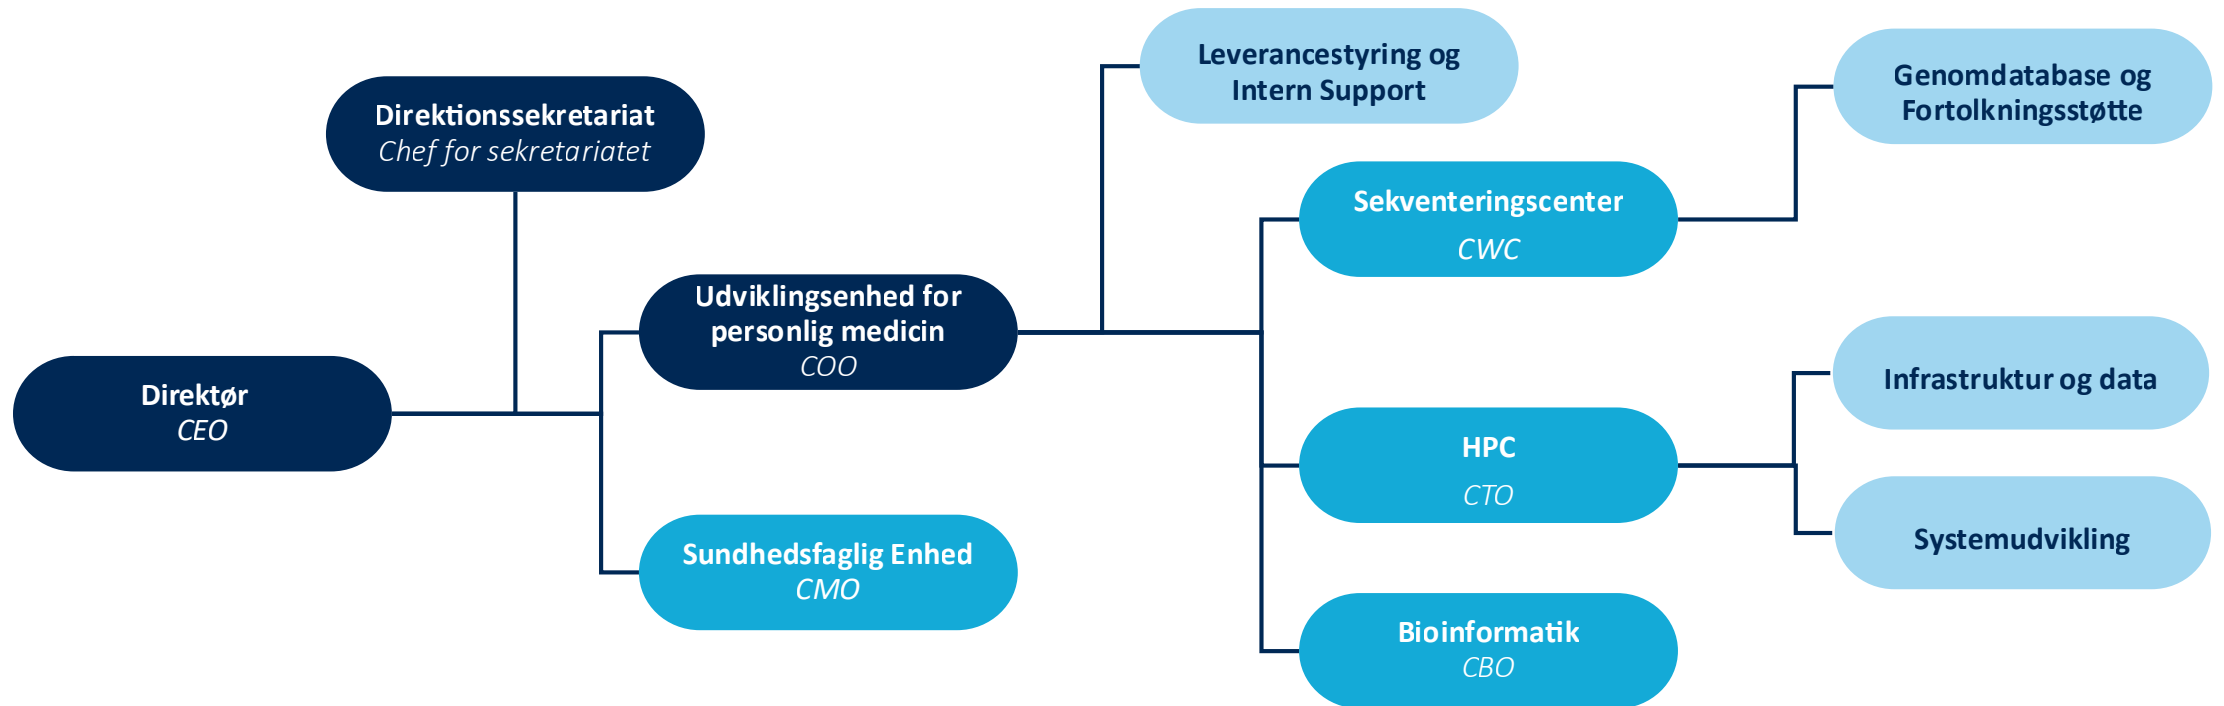 Direktør
CEO
Direktionssekretariat
Chef for sekretariatet
Udviklingsenhed for
personlig medicin
COO
Sundhedsfaglig Enhed
CMO
Leverancestyring og
Intern Support
Sekventeringscenter
CWC
HPC
CTO
Bioinformatik
CBO
Genomdatabase og
Fortolkningsstøtte
Infrastruktur og data
Systemudvikling